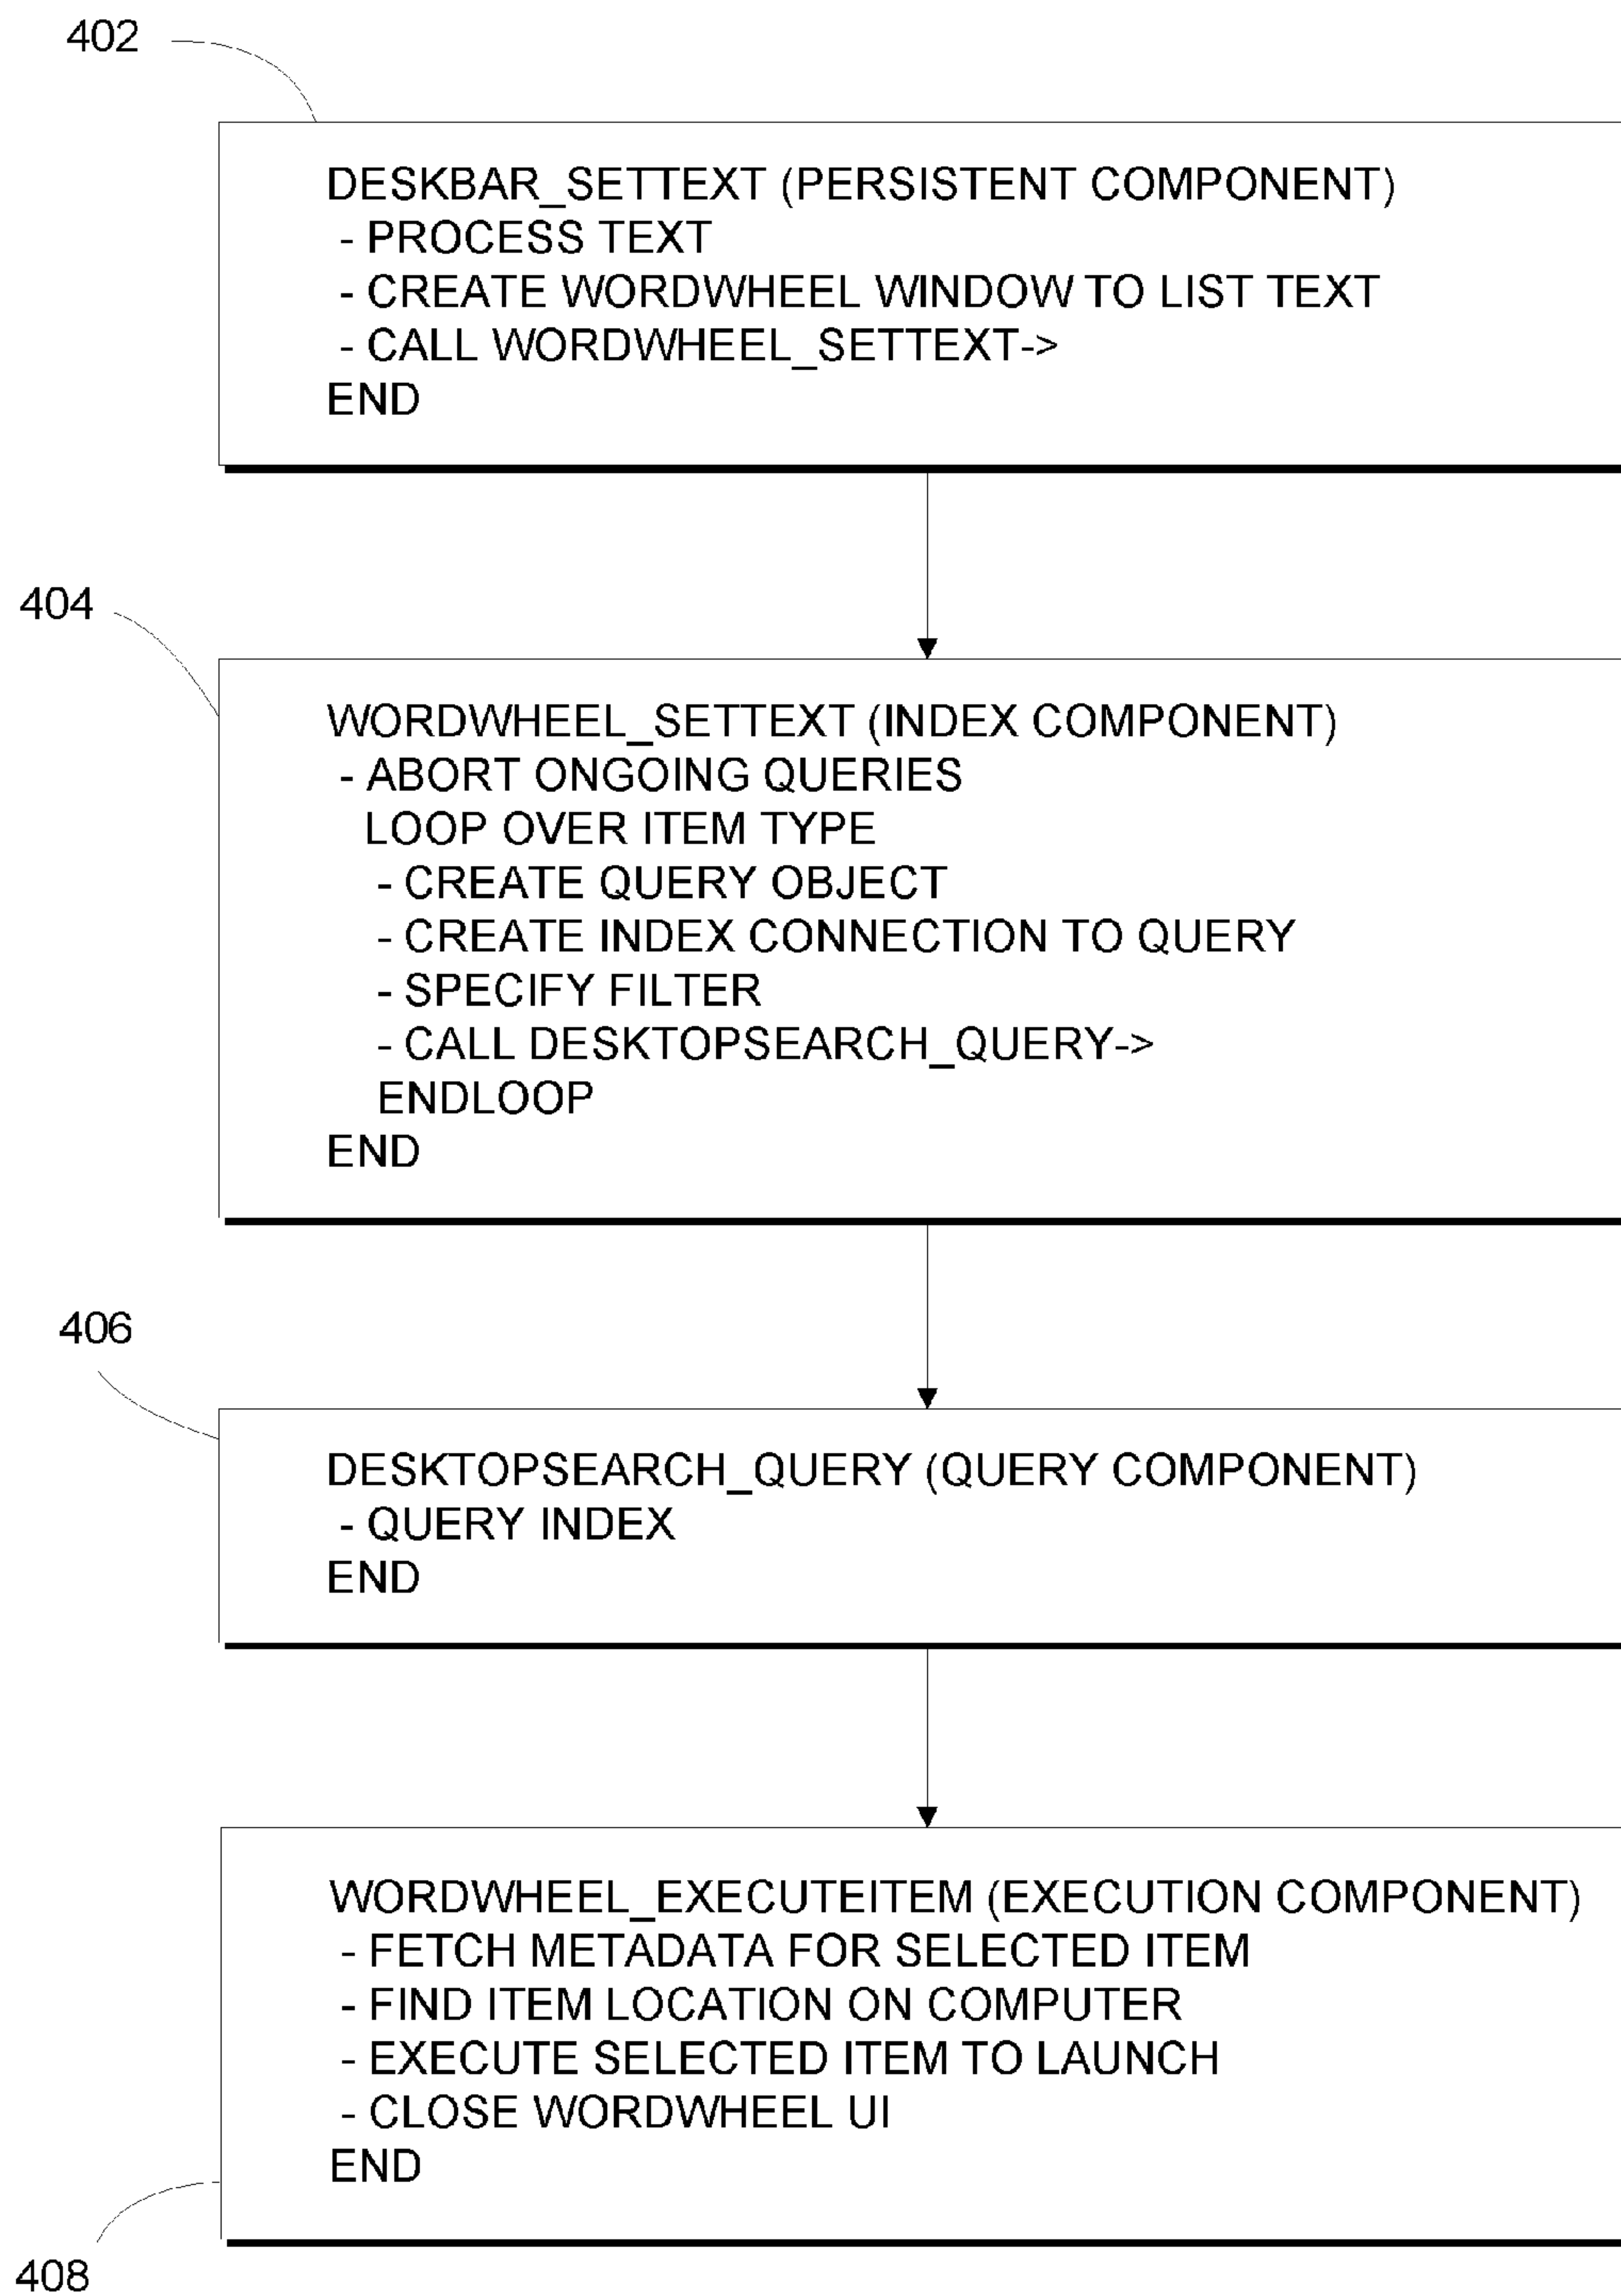 402
DESKBAR_SETTEXT (PERSISTENT COMPONENT)
- PROCESS TEXT
- CREATE WORDWHEEL WINDOW TO LIST TEXT
- CALL WORDWHEEL_SETTEXT->
END
404
WORDWHEEL_SETTEXT (INDEX COMPONENT)
- ABORT ONGOING QUERIES
LOOP OVER ITEM TYPE
- CREATE QUERY OBJECT
- CREATE INDEX CONNECTION TO QUERY
- SPECIFY FILTER
- CALL DESKTOPSEARCH_QUERY->
ENDLOOP
END
406
DESKTOPSEARCH_QUERY (QUERY COMPONENT)
- QUERY INDEX
END
WORDWHEEL_EXECUTEITEM (EXECUTION COMPONENT)
- FETCH METADATA FOR SELECTED ITEM
- FIND ITEM LOCATION ON COMPUTER
- EXECUTE SELECTED ITEM TO LAUNCH
- CLOSE WORDWHEEL UI
END
408